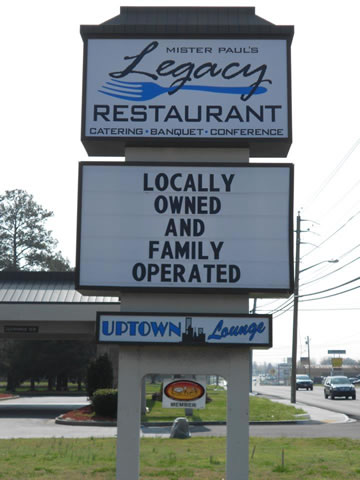 MISTER PAUL'S
Legacy
RESTAURANT
CATERING • BANQUET • CONFERENCE
LOCALLY
OWNED
AND
FAMILY
OPERATED
UPTOWN Lounge
MEMBER